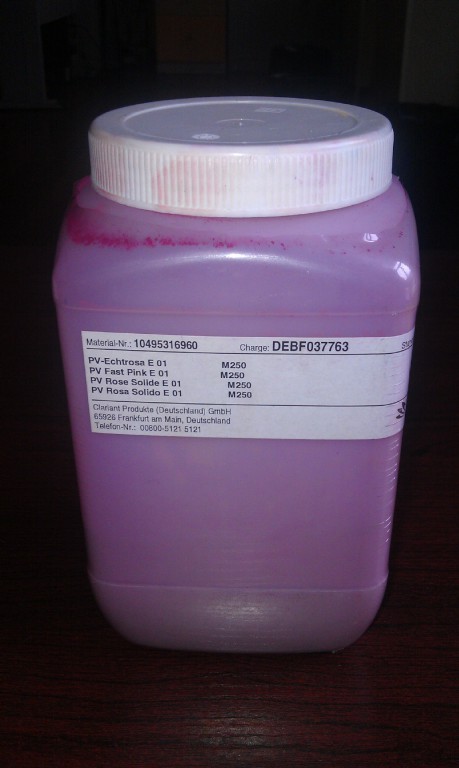 Material-Nr.: 10495316960 Charge: DEBF037763
PV-Echtrosa E 01 M250
PV Fast Pink E 01 M250
PV Rose Solide E 01 M250
PV Rosa Solido E 01 M250
Clariant Produkte (Deutschland) GmbH
65926 Frankfurt am Main, Deutschland
Telefon-Nr.: 00800-5121 5121